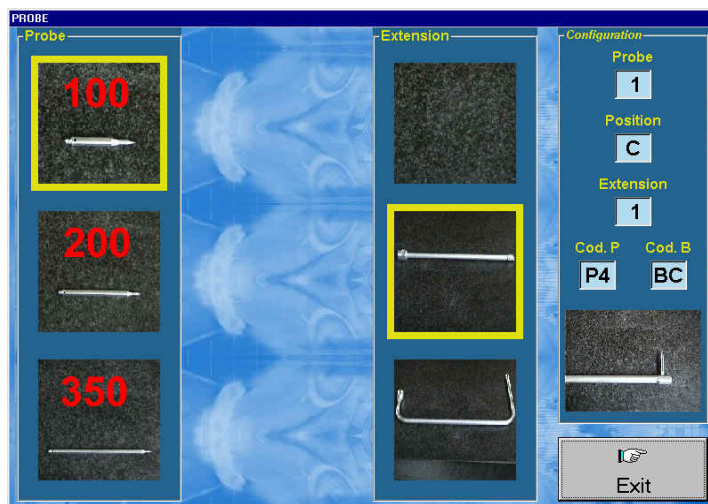 PROBE
Probe
100
200
350
Extension
Configuration
Probe
1
Position
C
Extension
1
Cod. P
Cod. B
P4
BC
Exit